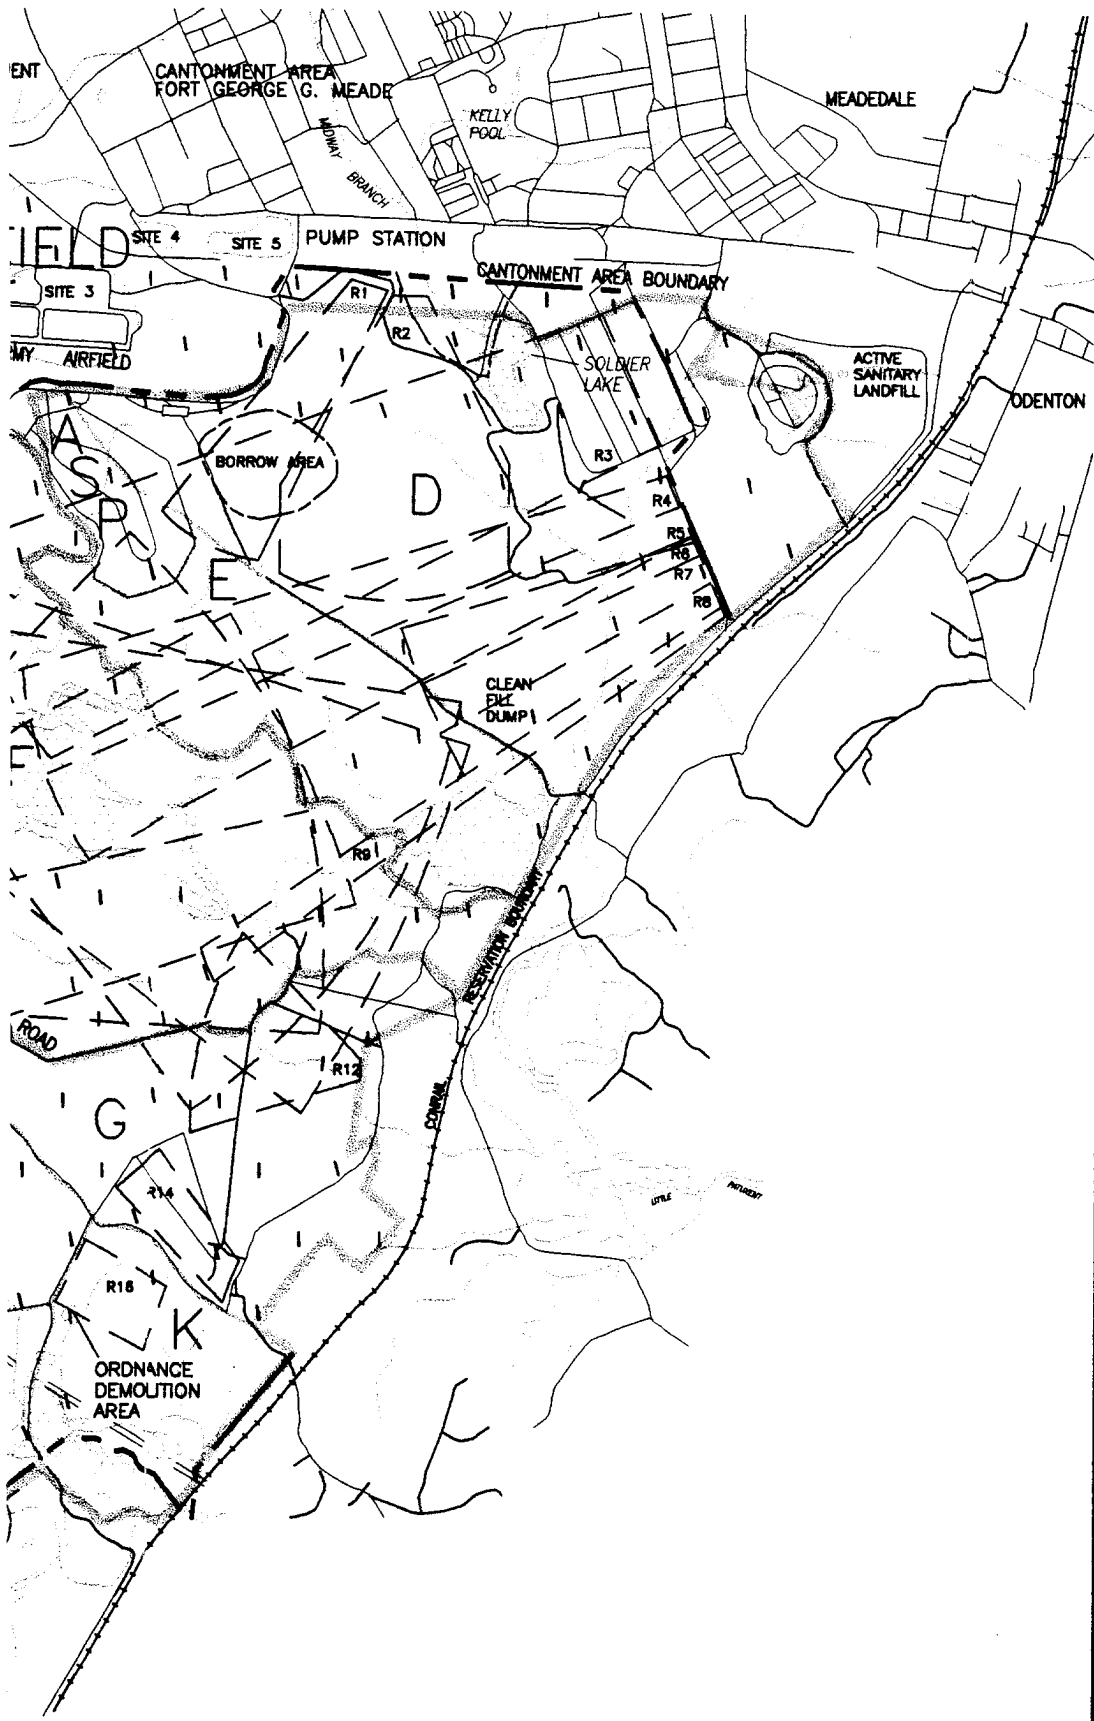 ENT
CANTONMENT AREA
FORT GEORGE G. MEADE
KELLY
POOL
MEADEDALE
MIDWAY
BRANCH
IFIELD
SITE 4
SITE 5
PUMP STATION
CANTONMENT AREA BOUNDARY
SITE 3
R1
R2
MY AIRFIELD
SOLDIER
LAKE
ACTIVE
SANITARY
LANDFILL
ODENTON
A
S
P
BORROW AREA
R3
D
R4
R5
R6
R7
R8
E
CLEAN
FILL
DUMP
F
R9
RESERVATION BOUNDARY
ROAD
R12
G
CONRAIL
R14
LITTLE
PATUXENT
R16
K
ORDNANCE
DEMOLITION
AREA